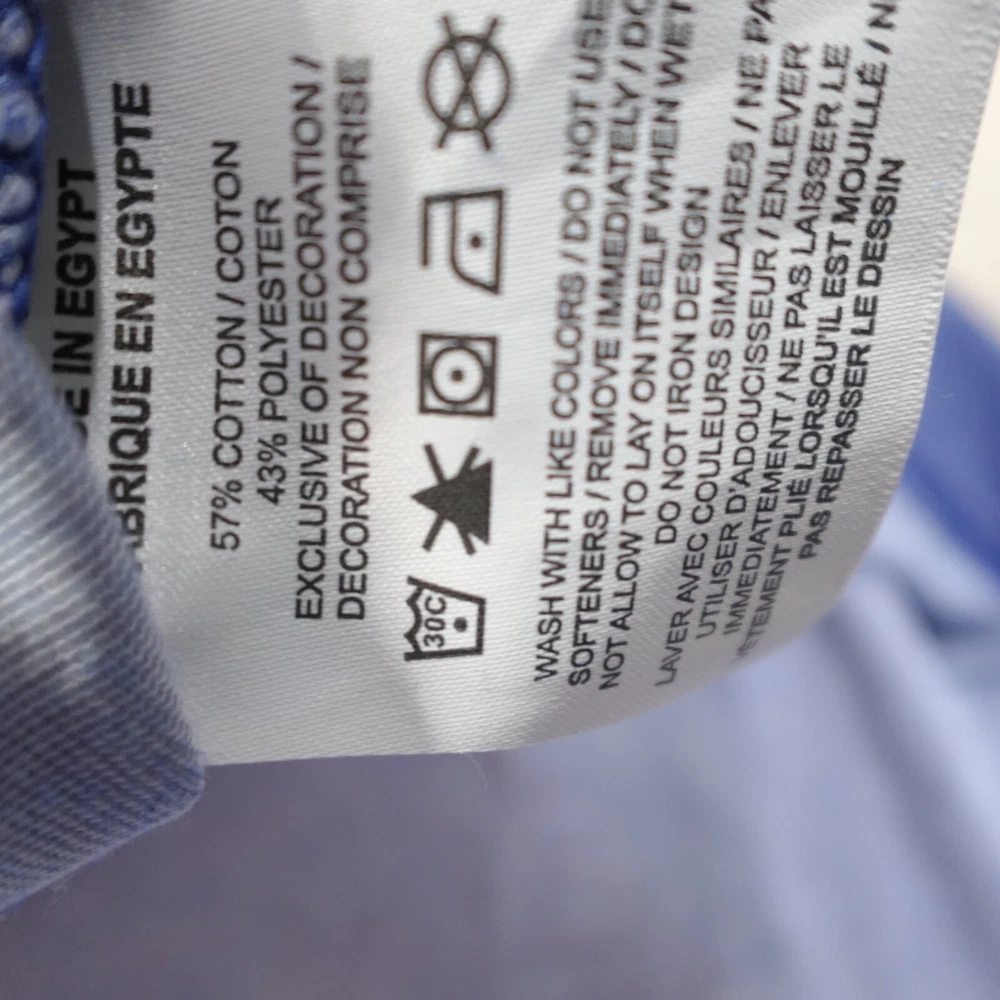 IN EGYPT
BRIQUE EN EGYPTE
57% COTTON / COTON
43% POLYESTER
EXCLUSIVE OF DECORATION /
DECORATION NON COMPRISE
30C
WASH WITH LIKE COLORS / DO NOT USE
SOFTENERS / REMOVE IMMEDIATELY / DO
NOT ALLOW TO LAY ON ITSELF WHEN WET
DO NOT IRON DESIGN
LAVER AVEC COULEURS SIMILAIRES / NE PA
UTILISER D'ADOUCISSEUR / ENLEVER
IMMEDIATEMENT / NE PAS LAISSER LE
TEMENT PLIÉ LORSQU'IL EST MOUILLÉ / N
PAS REPASSER LE DESSIN